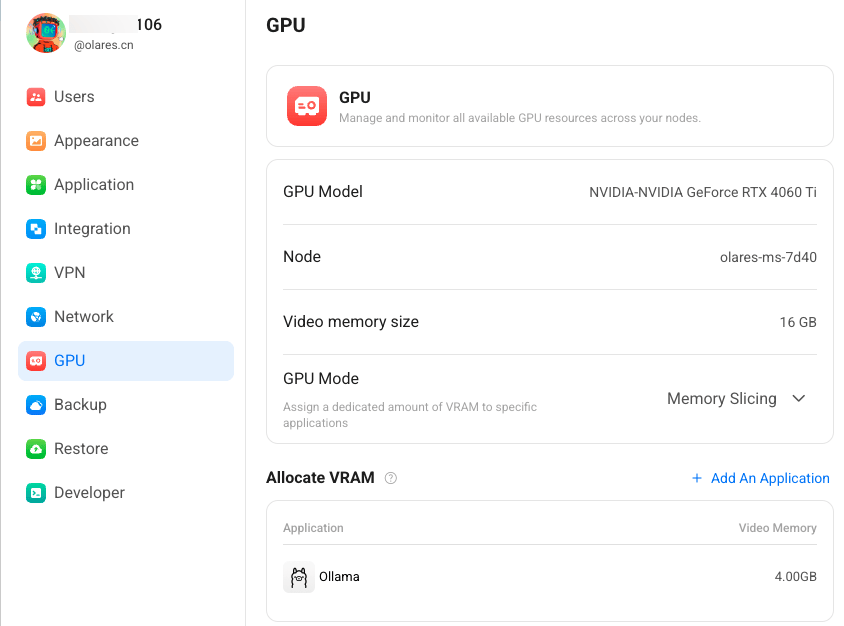 106
@olares.cn
Users
Appearance
Application
Integration
VPN
Network
GPU
Backup
Restore
Developer
GPU
GPU
Manage and monitor all available GPU resources across your nodes.
GPU Model
NVIDIA-NVIDIA GeForce RTX 4060 Ti
Node
olares-ms-7d40
Video memory size
16 GB
GPU Mode
Assign a dedicated amount of VRAM to specific
applications
Memory Slicing
Allocate VRAM
+ Add An Application
Application
Video Memory
Ollama
4.00GB